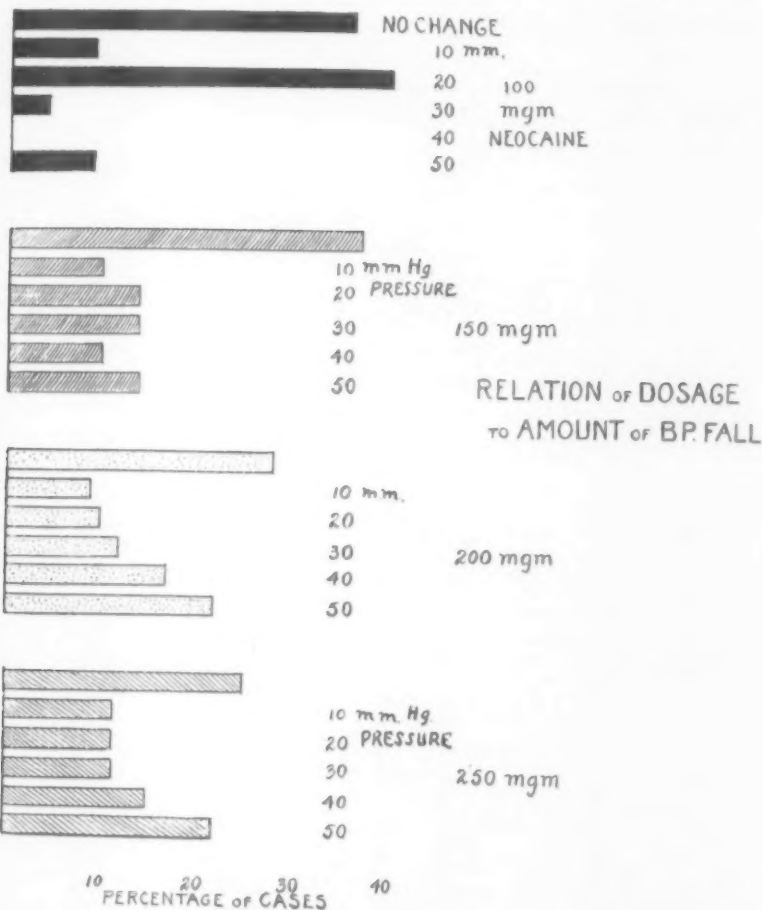 NO CHANGE
10 mm.
20
30
40
50
100
mgm
NEOCAINE
10 mm Hg
20 PRESSURE
30
40
50
150 mgm
RELATION OF DOSAGE
TO AMOUNT OF B.P. FALL
10 mm.
20
30
40
50
200 mgm
10 mm. Hg.
20 PRESSURE
30
40
50
250 mgm
10 20 30 40
PERCENTAGE OF CASES